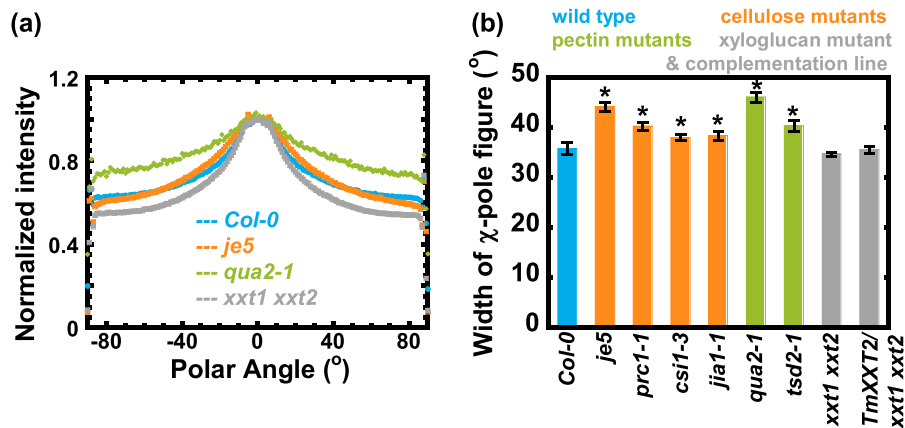 (a)
Normalized intensity
1.2
0.8
0.4
0
--- Col-0
--- je5
--- qua2-1
--- xxt1 xxt2
-80
-40
0
40
80
Polar Angle (°)
(b)
wild type
cellulose mutants
pectin mutants
xyloglucan mutant
& complementation line
Width of χ-pole figure (°)
50
40
30
20
10
0
*
*
*
*
*
*
Col-0
je5
prc1-1
csi1-3
jia1-1
qua2-1
tsd2-1
xxt1 xxt2
TmXXT2/
xxt1 xxt2